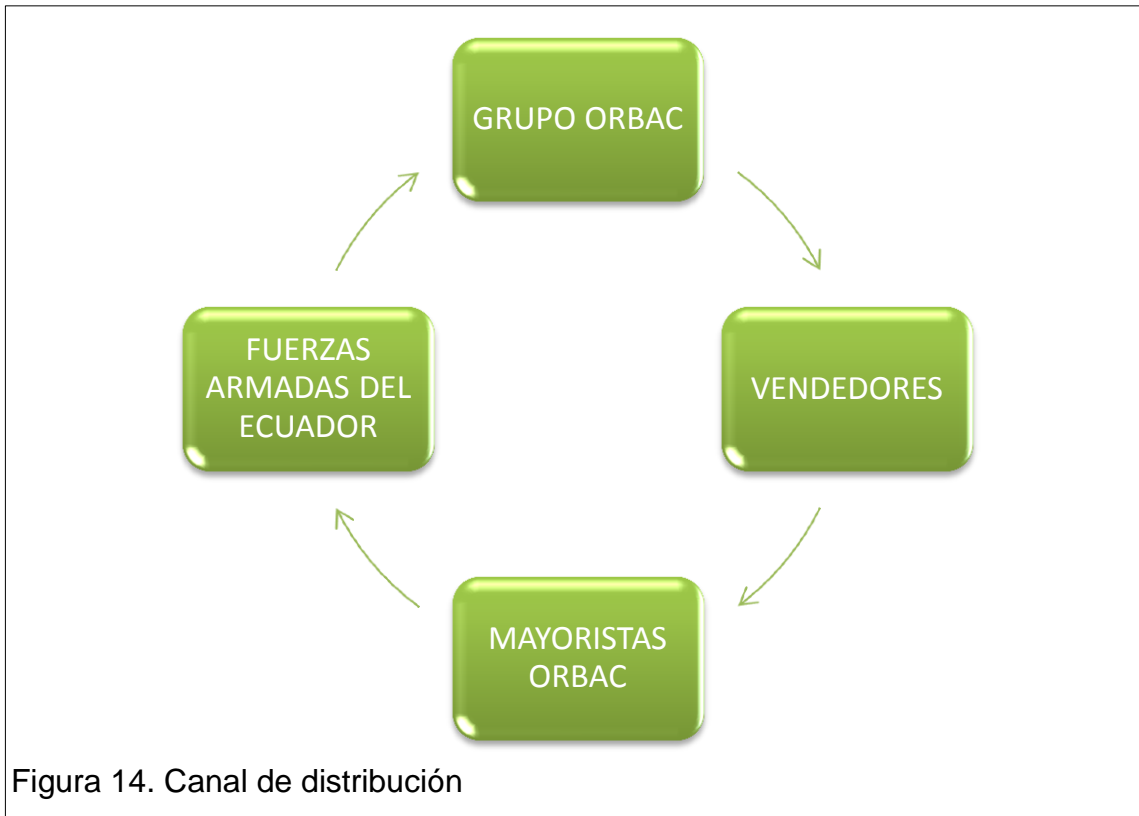 GRUPO ORBAC
FUERZAS
ARMADAS DEL
ECUADOR
VENDEDORES
MAYORISTAS
ORBAC
Figura 14. Canal de distribución